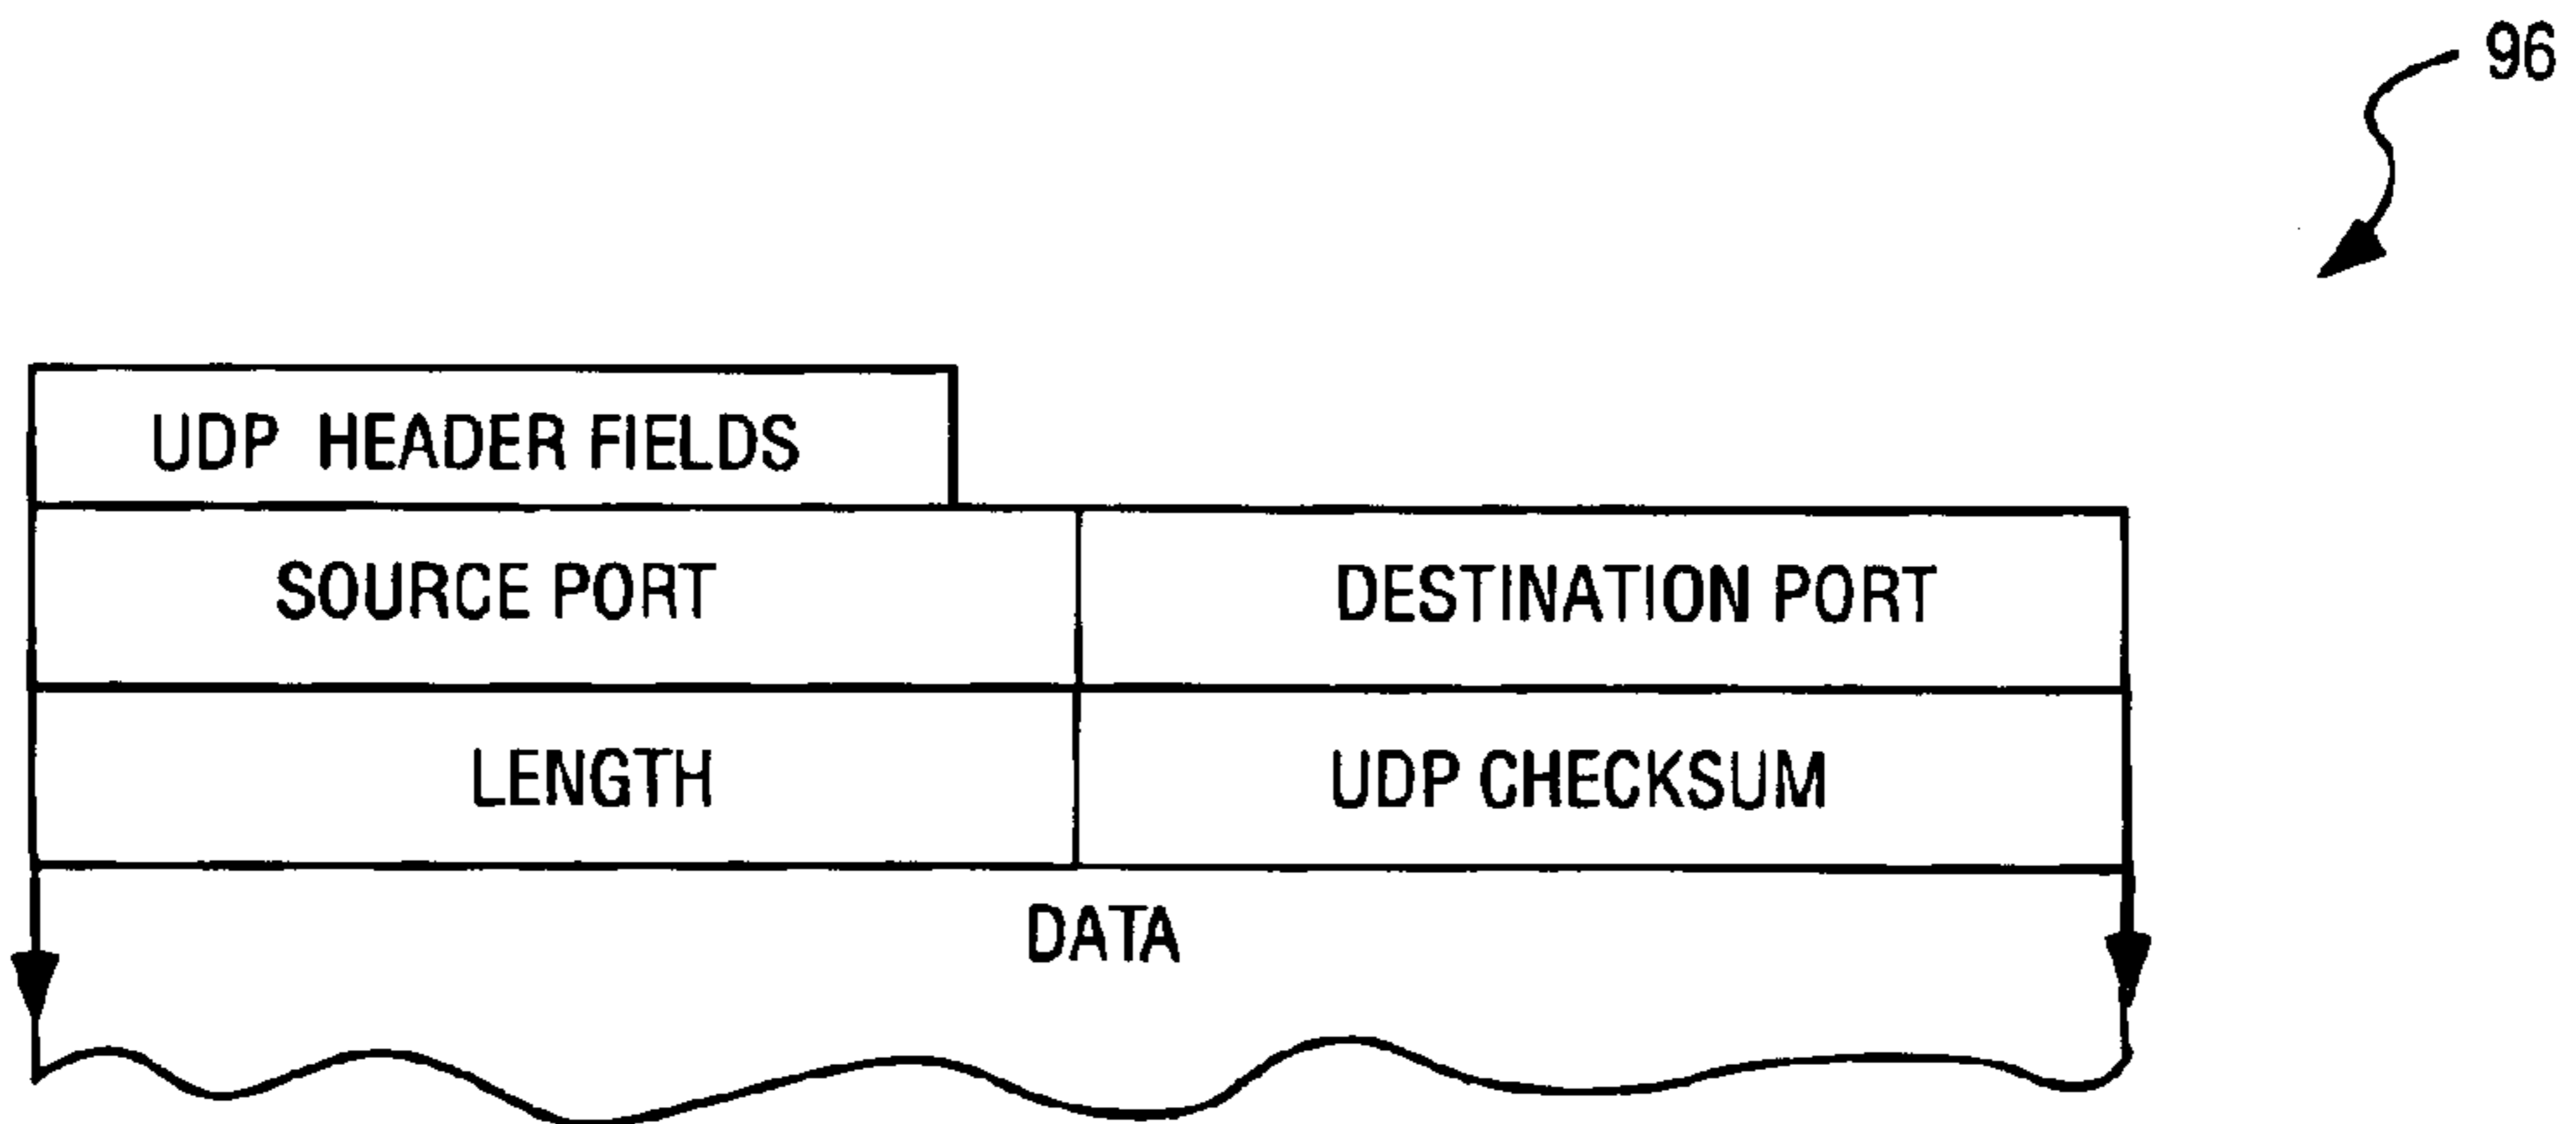 96
UDP HEADER FIELDS
SOURCE PORT
DESTINATION PORT
LENGTH
UDP CHECKSUM
DATA